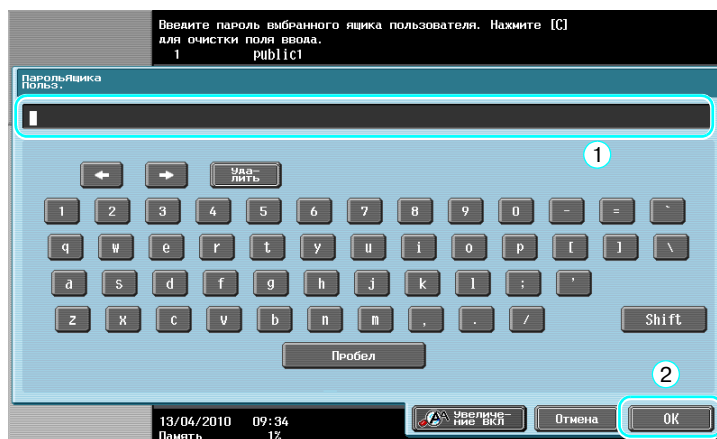 Введите пароль выбранного ящика пользователя. Нажмите [C]
для очистки поля ввода.
1 public1
ПарольЯщика
Польз.
1
← → Уда-
лить
1 2 3 4 5 6 7 8 9 0 - = `
q w e r t y u i o p [ ] \
a s d f g h j k l ; '
z x c v b n m , . / Shift
Пробел
2
Увеличе-
ние ВКЛ Отмена OK
13/04/2010 09:34
Память 1%